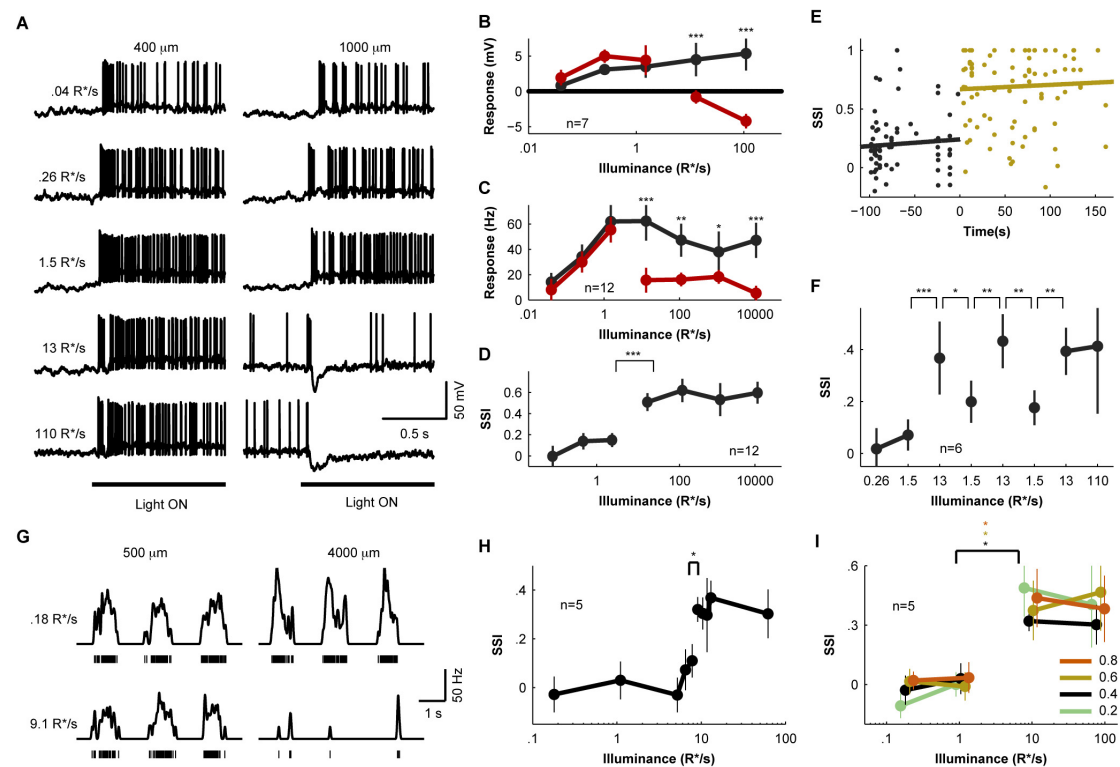 A
400 μm
1000 μm
.04 R*/s
.26 R*/s
1.5 R*/s
13 R*/s
110 R*/s
50 mV
0.5 s
Light ON
Light ON
B
Response (mV)
5
0
−5
***
***
n=7
.01
1
100
Illuminance (R*/s)
C
Response (Hz)
60
40
20
0
***
**
*
***
n=12
1
100
10000
Illuminance (R*/s)
D
SSI
0.6
0.4
0.2
0
***
n=12
1
100
10000
Illuminance (R*/s)
E
SSI
1
0.5
0
−100
−50
0
50
100
150
Time(s)
F
SSI
.4
.2
0
***
*
**
**
**
n=6
0.26
1.5
13
1.5
13
1.5
13
110
Illuminance (R*/s)
G
500 μm
4000 μm
.18 R*/s
9.1 R*/s
50 Hz
1 s
H
SSI
.4
.2
0
*
n=5
.1
1
10
100
Illuminance (R*/s)
I
SSI
.6
.3
0
*
*
*
n=5
0.8
0.6
0.4
0.2
.1
1
10
100
Illuminance (R*/s)